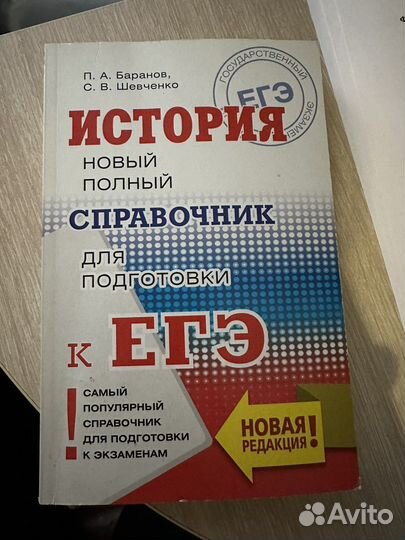 П. А. Баранов,
С. В. Шевченко
ГОСУДАРСТВЕННЫЙ
ЕГЭ
ЭКЗАМЕН
ИСТОРИЯ
НОВЫЙ
ПОЛНЫЙ
СПРАВОЧНИК
ДЛЯ
ПОДГОТОВКИ
К ЕГЭ
! САМЫЙ
ПОПУЛЯРНЫЙ
СПРАВОЧНИК
ДЛЯ ПОДГОТОВКИ
К ЭКЗАМЕНАМ
НОВАЯ
РЕДАКЦИЯ!
Avito